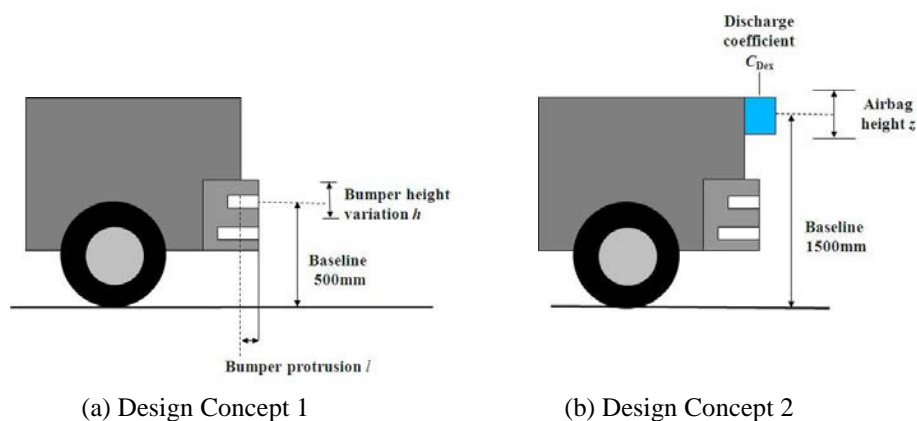 Bumper height
variation h
Baseline
500mm
Bumper protrusion l
(a) Design Concept 1
Discharge
coefficient
C_Dex
Airbag
height z
Baseline
1500mm
(b) Design Concept 2